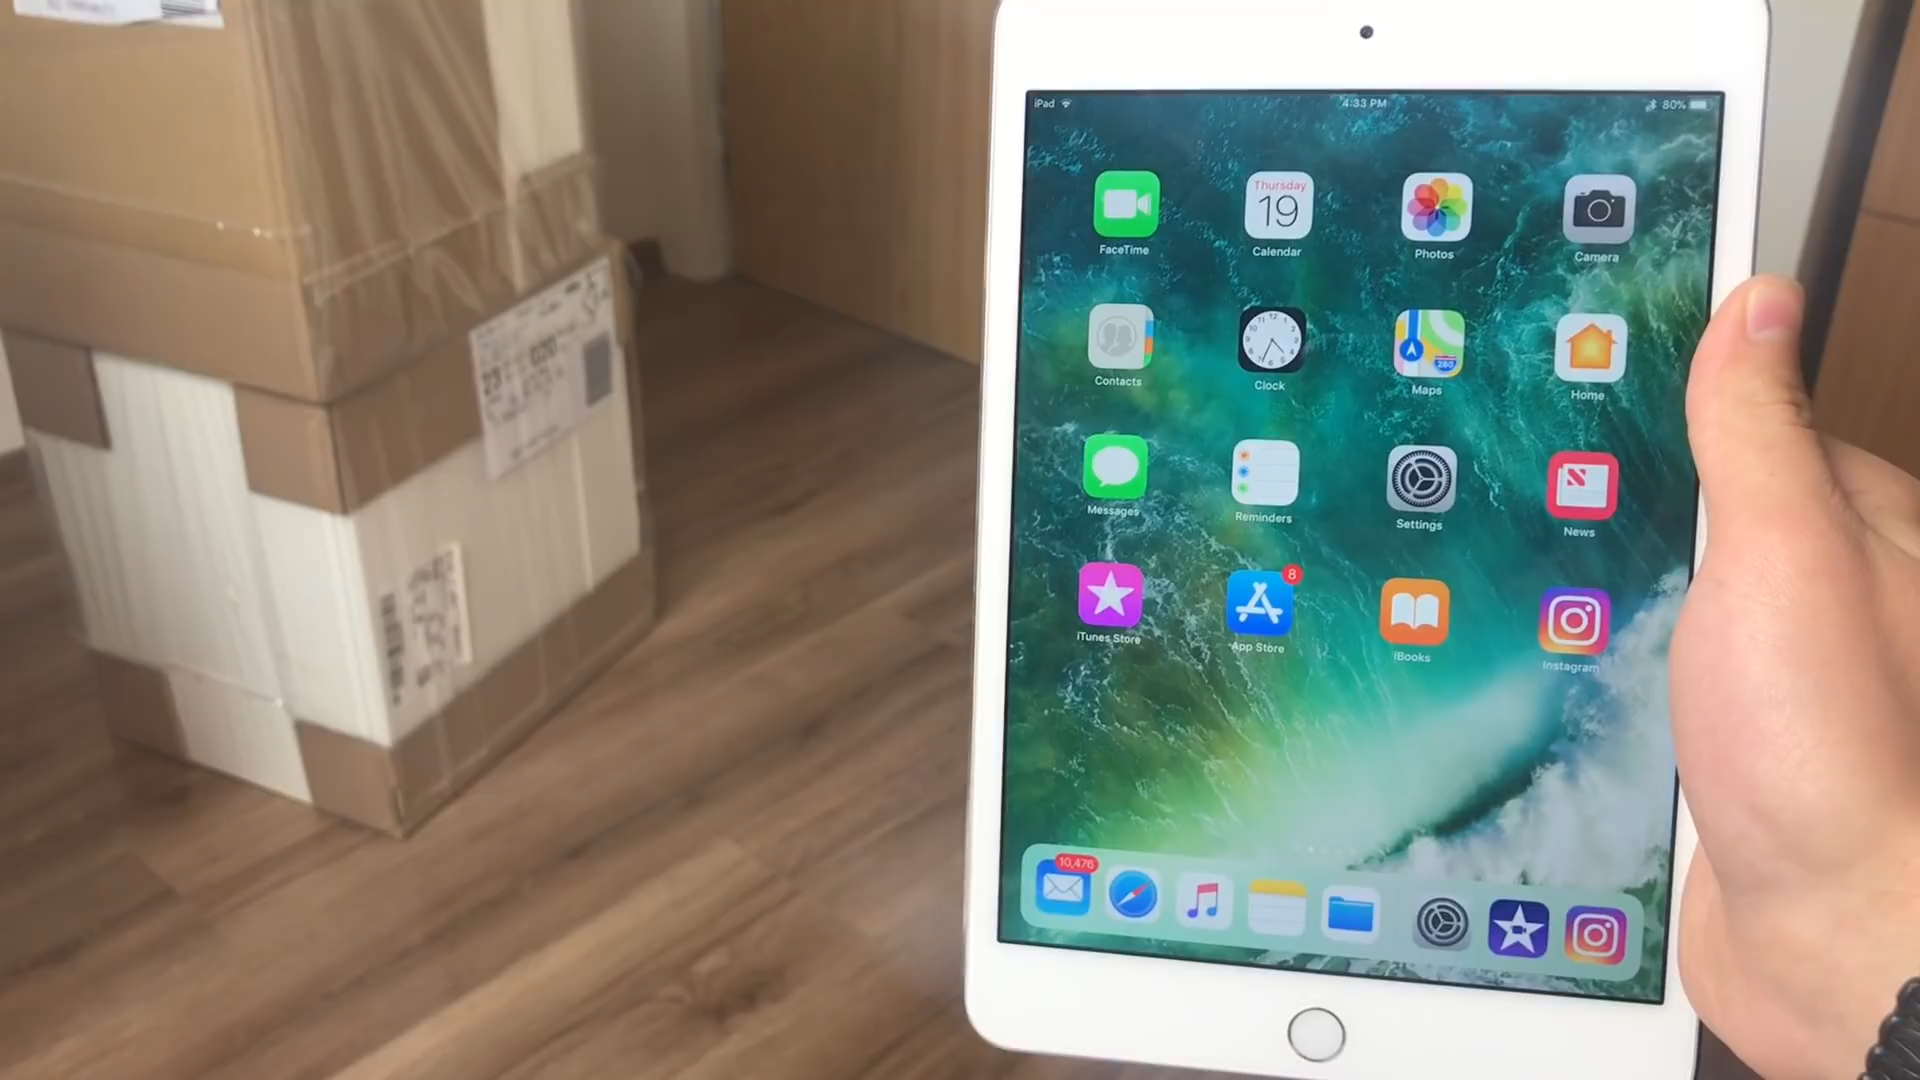 iPad 4:33 PM 80%
Thursday
19
FaceTime Calendar Photos Camera
280
Contacts Clock Maps Home
Messages Reminders Settings News
8
iTunes Store App Store iBooks Instagram
10,476